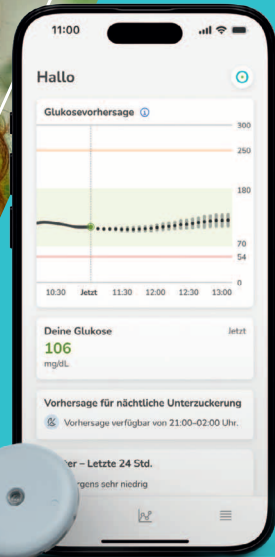 11:00
Hallo
Glukosevorhersage
300
250
180
70
54
0
10:30 Jetzt 11:30 12:00 12:30 13:00
Deine Glukose Jetzt
106
mg/dL
Vorhersage für nächtliche Unterzuckerung
Vorhersage verfügbar von 21:00–02:00 Uhr.
– Letzte 24 Std.
sehr niedrig